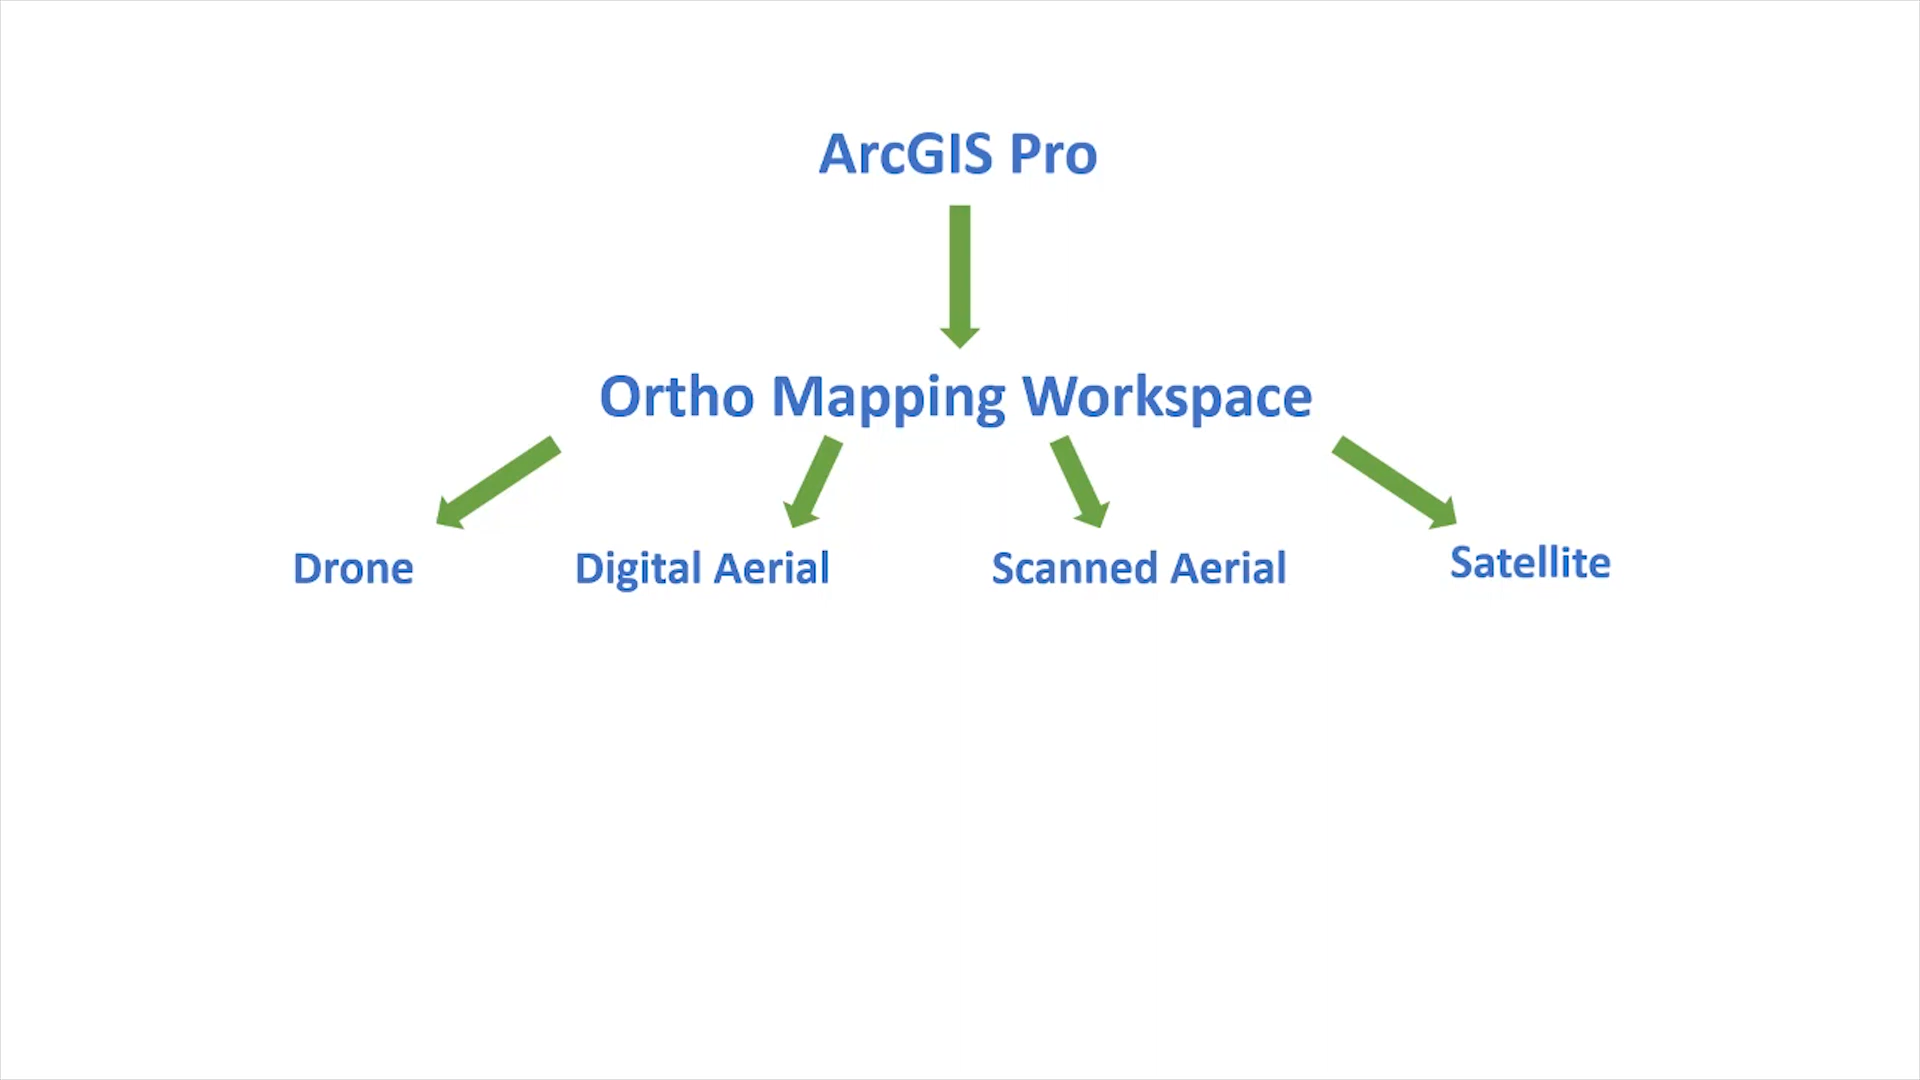 ArcGIS Pro
Ortho Mapping Workspace
Drone
Digital Aerial
Scanned Aerial
Satellite